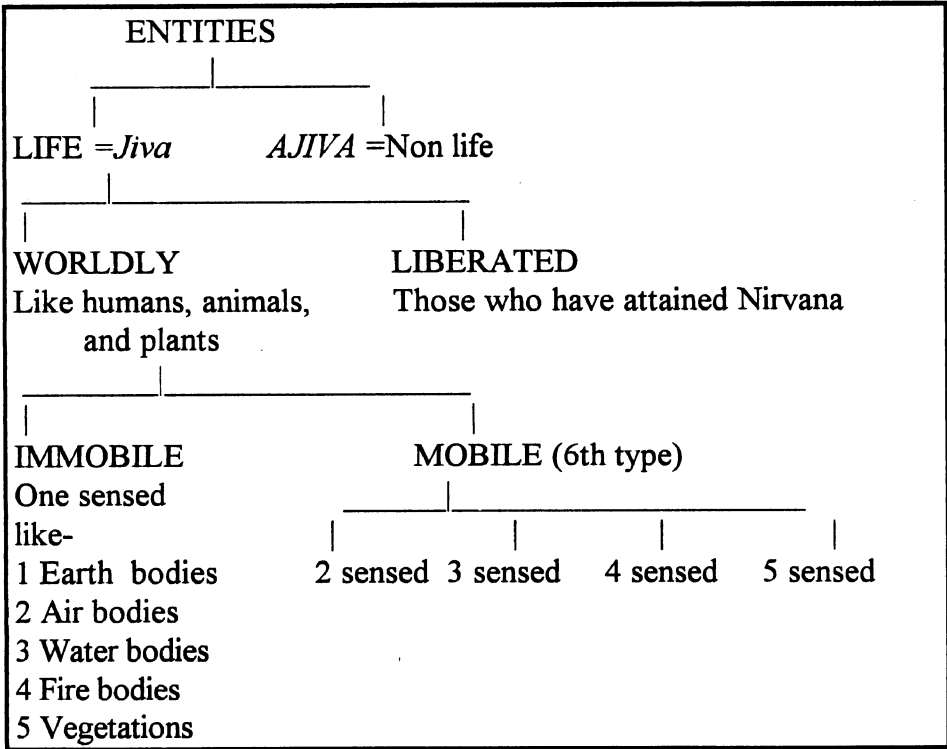 ENTITIES
LIFE =Jiva AJIVA =Non life
WORLDLY LIBERATED
Like humans, animals, Those who have attained Nirvana
and plants
IMMOBILE MOBILE (6th type)
One sensed
like-
1 Earth bodies 2 sensed 3 sensed 4 sensed 5 sensed
2 Air bodies
3 Water bodies
4 Fire bodies
5 Vegetations